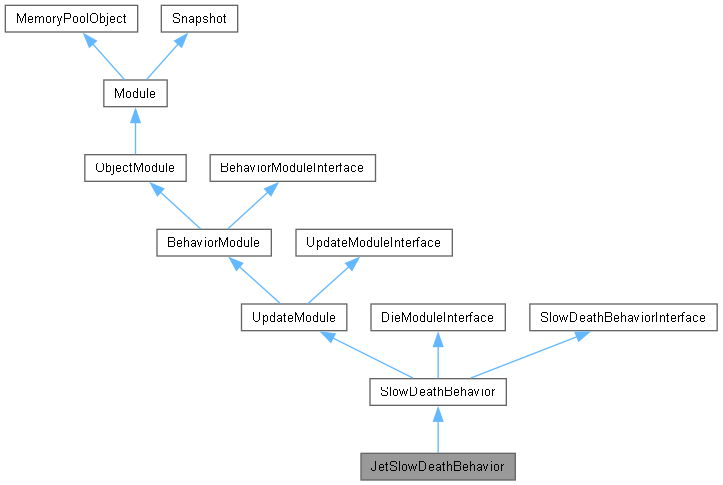 MemoryPoolObject
Snapshot
Module
ObjectModule
BehaviorModuleInterface
BehaviorModule
UpdateModuleInterface
UpdateModule
DieModuleInterface
SlowDeathBehaviorInterface
SlowDeathBehavior
JetSlowDeathBehavior